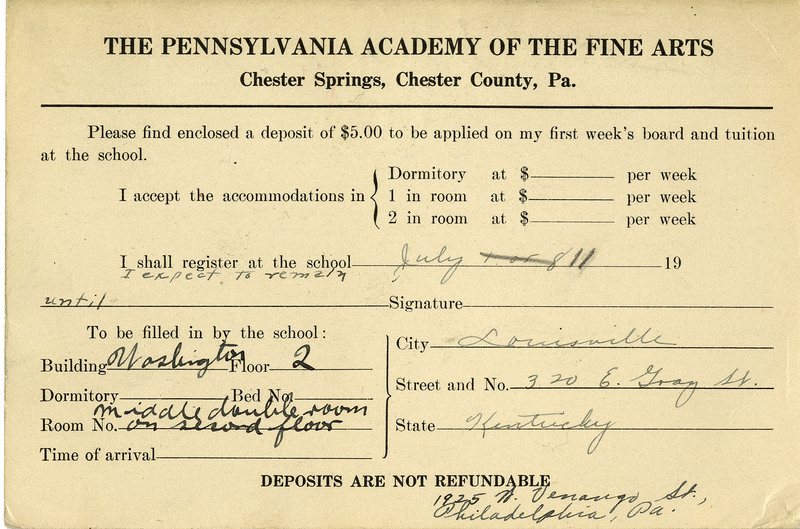 THE PENNSYLVANIA ACADEMY OF THE FINE ARTS
Chester Springs, Chester County, Pa.
Please find enclosed a deposit of $5.00 to be applied on my first week's board and tuition
at the school.
I accept the accommodations in
Dormitory at $ per week
1 in room at $ per week
2 in room at $ per week
I shall register at the school July 1 or 8 11 19
I expect to remain
until Signature
To be filled in by the school:
Building Washington Floor 2
Dormitory Bed No.
middle double room
Room No. on second floor
Time of arrival
City Louisville
Street and No. 320 E. Gray St.
State Kentucky
DEPOSITS ARE NOT REFUNDABLE
1925 W. Venango St.,
Philadelphia, Pa.